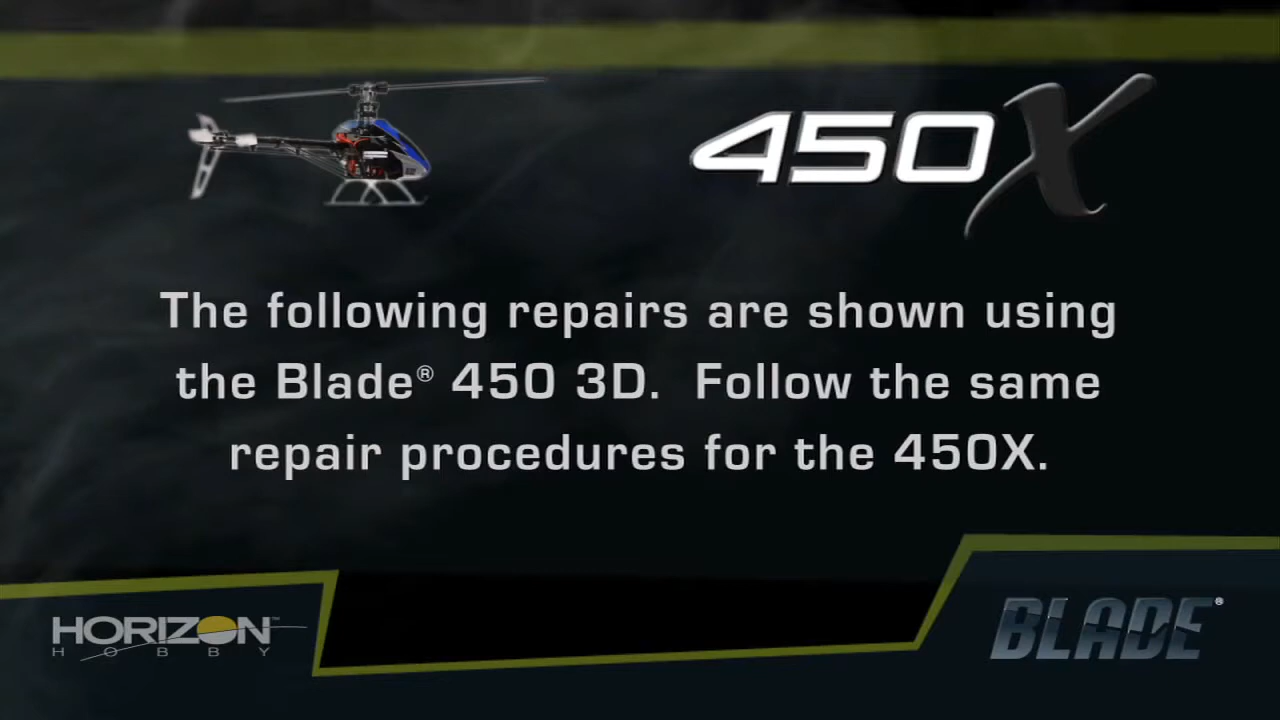 450X
The following repairs are shown using
the Blade® 450 3D. Follow the same
repair procedures for the 450X.
HORIZON™
HOBBY
BLADE®